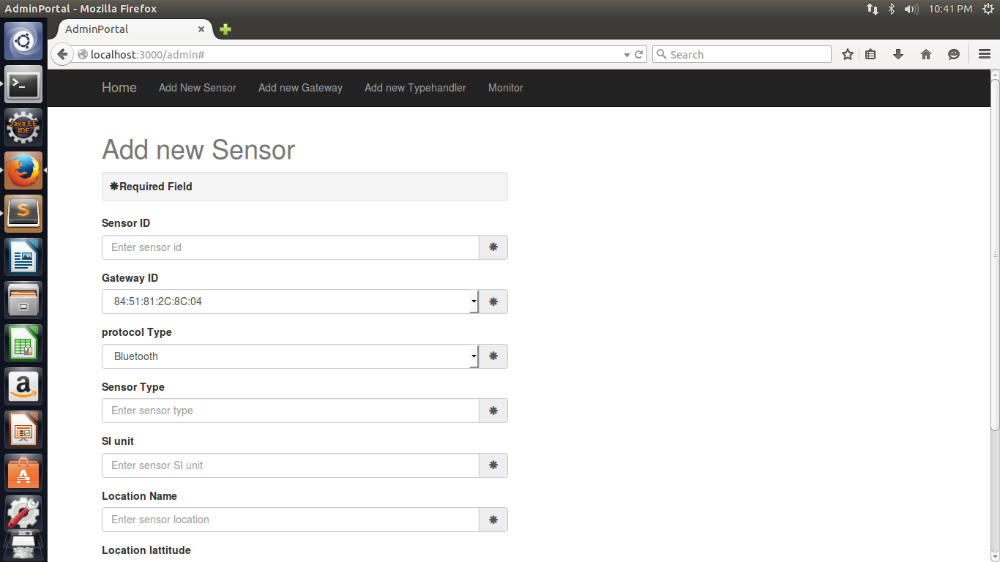 AdminPortal - Mozilla Firefox
10:41 PM
AdminPortal
localhost:3000/admin#
Search
Home Add New Sensor Add new Gateway Add new Typehandler Monitor
Add new Sensor
✱Required Field
Sensor ID
Enter sensor id
Gateway ID
84:51:81:2C:8C:04
protocol Type
Bluetooth
Sensor Type
Enter sensor type
SI unit
Enter sensor SI unit
Location Name
Enter sensor location
Location lattitude
Java EE
IDE